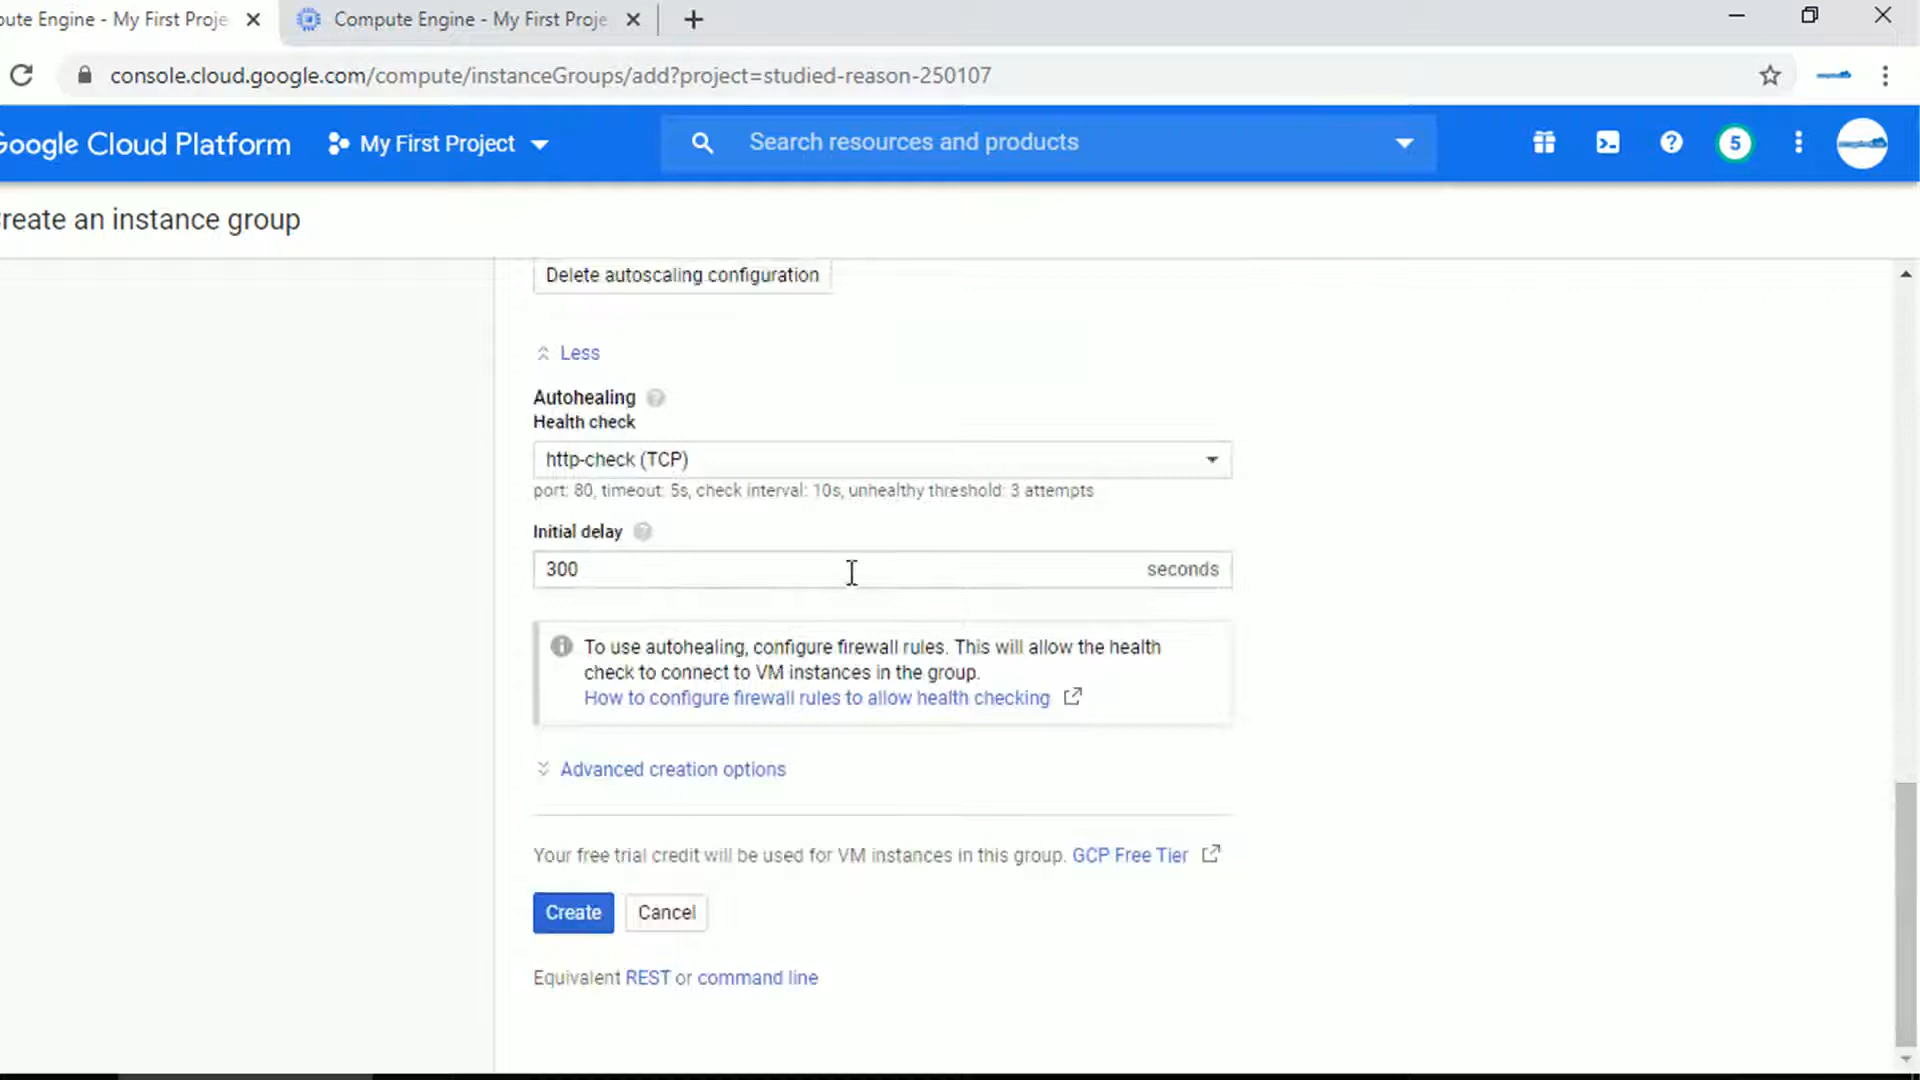 ute Engine - My First Proje
Compute Engine - My First Proje
console.cloud.google.com/compute/instanceGroups/add?project=studied-reason-250107
Google Cloud Platform
My First Project
Search resources and products
5
reate an instance group
Delete autoscaling configuration
Less
Autohealing
Health check
http-check (TCP)
port: 80, timeout: 5s, check interval: 10s, unhealthy threshold: 3 attempts
Initial delay
300 seconds
To use autohealing, configure firewall rules. This will allow the health
check to connect to VM instances in the group.
How to configure firewall rules to allow health checking
Advanced creation options
Your free trial credit will be used for VM instances in this group. GCP Free Tier
Create Cancel
Equivalent REST or command line